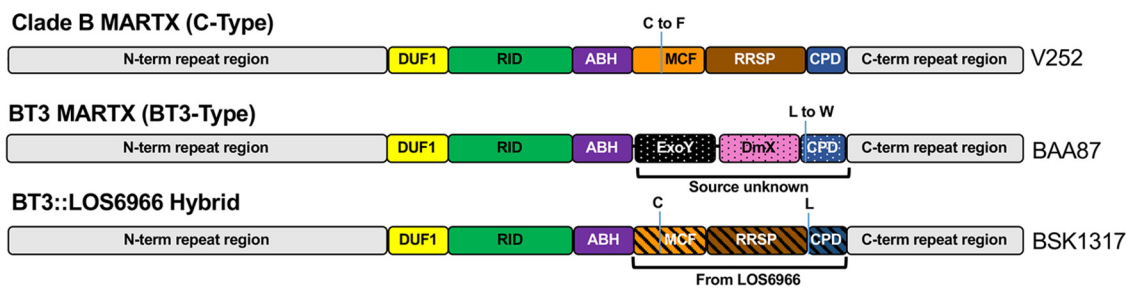 Clade B MARTX (C-Type)
C to F
N-term repeat region DUF1 RID ABH MCF RRSP CPD C-term repeat region V252
BT3 MARTX (BT3-Type)
L to W
N-term repeat region DUF1 RID ABH ExoY DmX CPD C-term repeat region BAA87
Source unknown
BT3::LOS6966 Hybrid
C L
N-term repeat region DUF1 RID ABH MCF RRSP CPD C-term repeat region BSK1317
From LOS6966